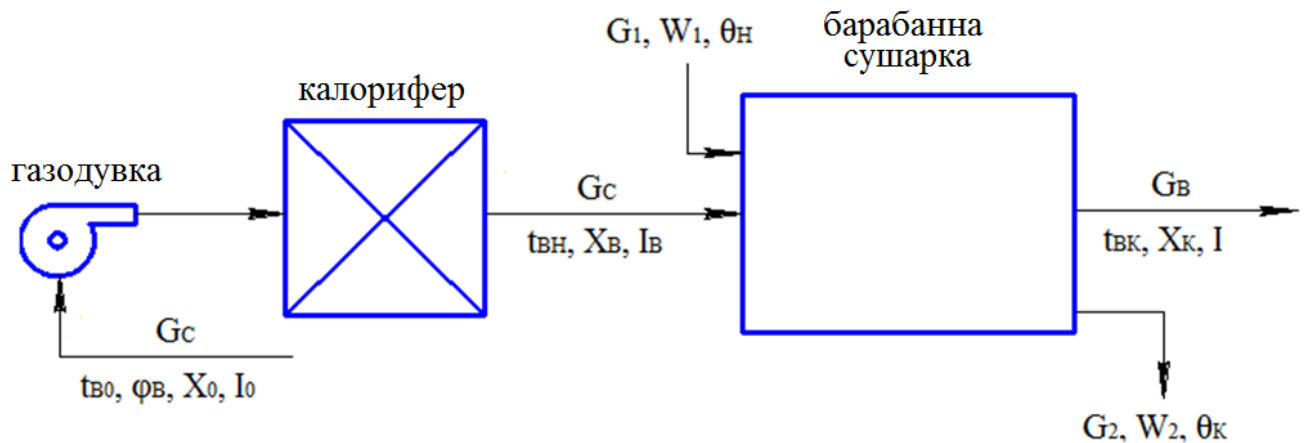 G₁, W₁, θН
барабанна
сушарка
калорифер
газодувка
GC
tВН, XВ, IВ
GВ
tВК, XК, I
GC
tВ0, φВ, X₀, I₀
G₂, W₂, θК